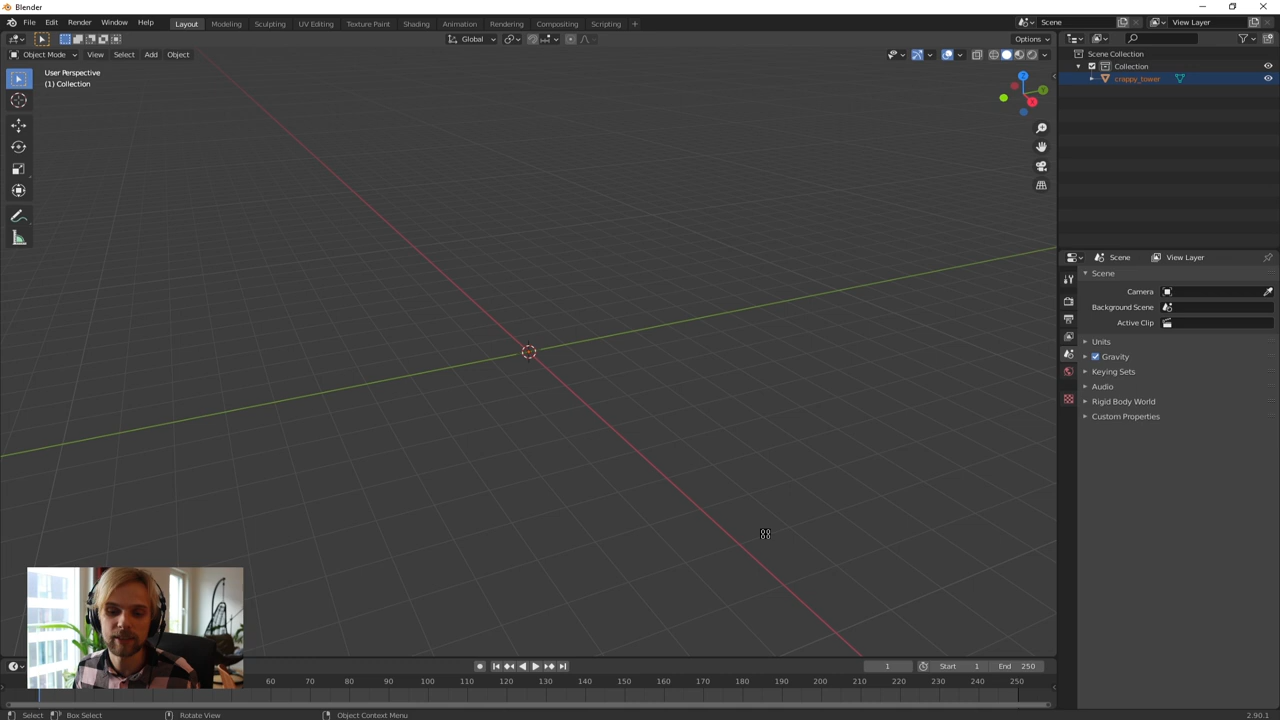 Blender
File Edit Render Window Help
Layout Modeling Sculpting UV Editing Texture Paint Shading Animation Rendering Compositing Scripting +
Scene
View Layer
Global
Options
Object Mode View Select Add Object
User Perspective
(1) Collection
Z
Y
X
Scene Collection
Collection
crappy_tower
Scene
View Layer
Scene
Camera
Background Scene
Active Clip
Units
Gravity
Keying Sets
Audio
Rigid Body World
Custom Properties
1
Start 1
End 250
60 70 80 90 100 110 120 130 140 150 160 170 180 190 200 210 220 230 240 250
Select
Box Select
Rotate View
Object Context Menu
2.90.1